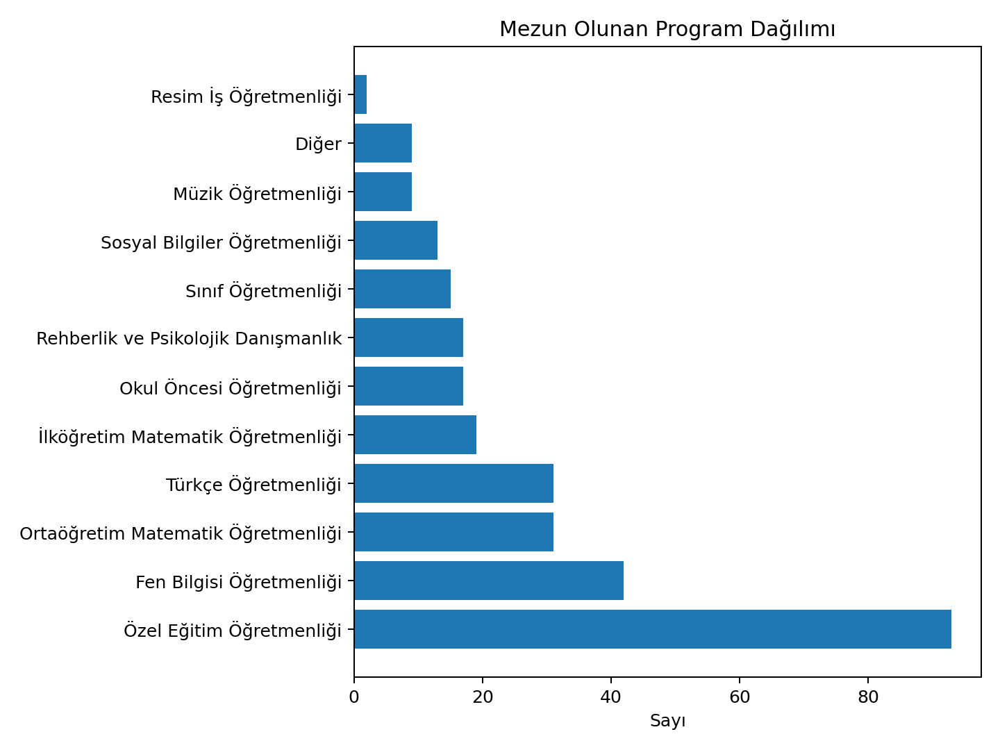 Mezun Olunan Program Dağılımı
Resim İş Öğretmenliği
Diğer
Müzik Öğretmenliği
Sosyal Bilgiler Öğretmenliği
Sınıf Öğretmenliği
Rehberlik ve Psikolojik Danışmanlık
Okul Öncesi Öğretmenliği
İlköğretim Matematik Öğretmenliği
Türkçe Öğretmenliği
Ortaöğretim Matematik Öğretmenliği
Fen Bilgisi Öğretmenliği
Özel Eğitim Öğretmenliği
0 20 40 60 80
Sayı